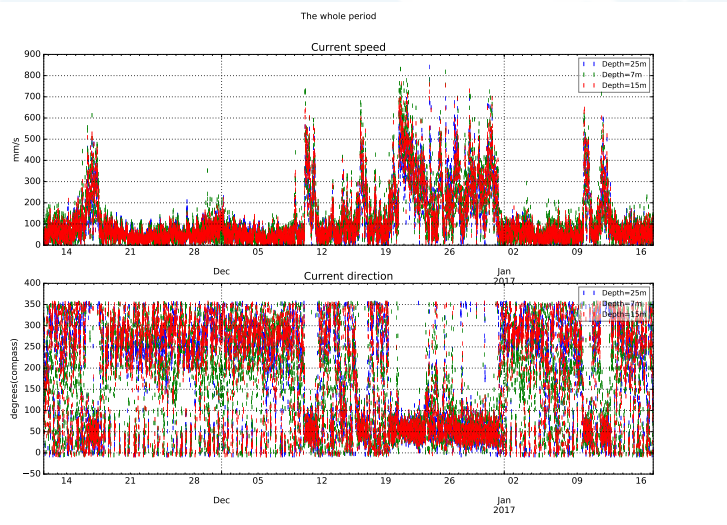 The whole period
Current speed
900
800
700
600
500
400
300
200
100
0
mm/s
Depth=25m
Depth=7m
Depth=15m
14 21 28 05 12 19 26 02 09 16
Dec Jan
2017
Current direction
400
350
300
250
200
150
100
50
0
−50
degrees(compass)
Depth=25m
Depth=7m
Depth=15m
14 21 28 05 12 19 26 02 09 16
Dec Jan
2017